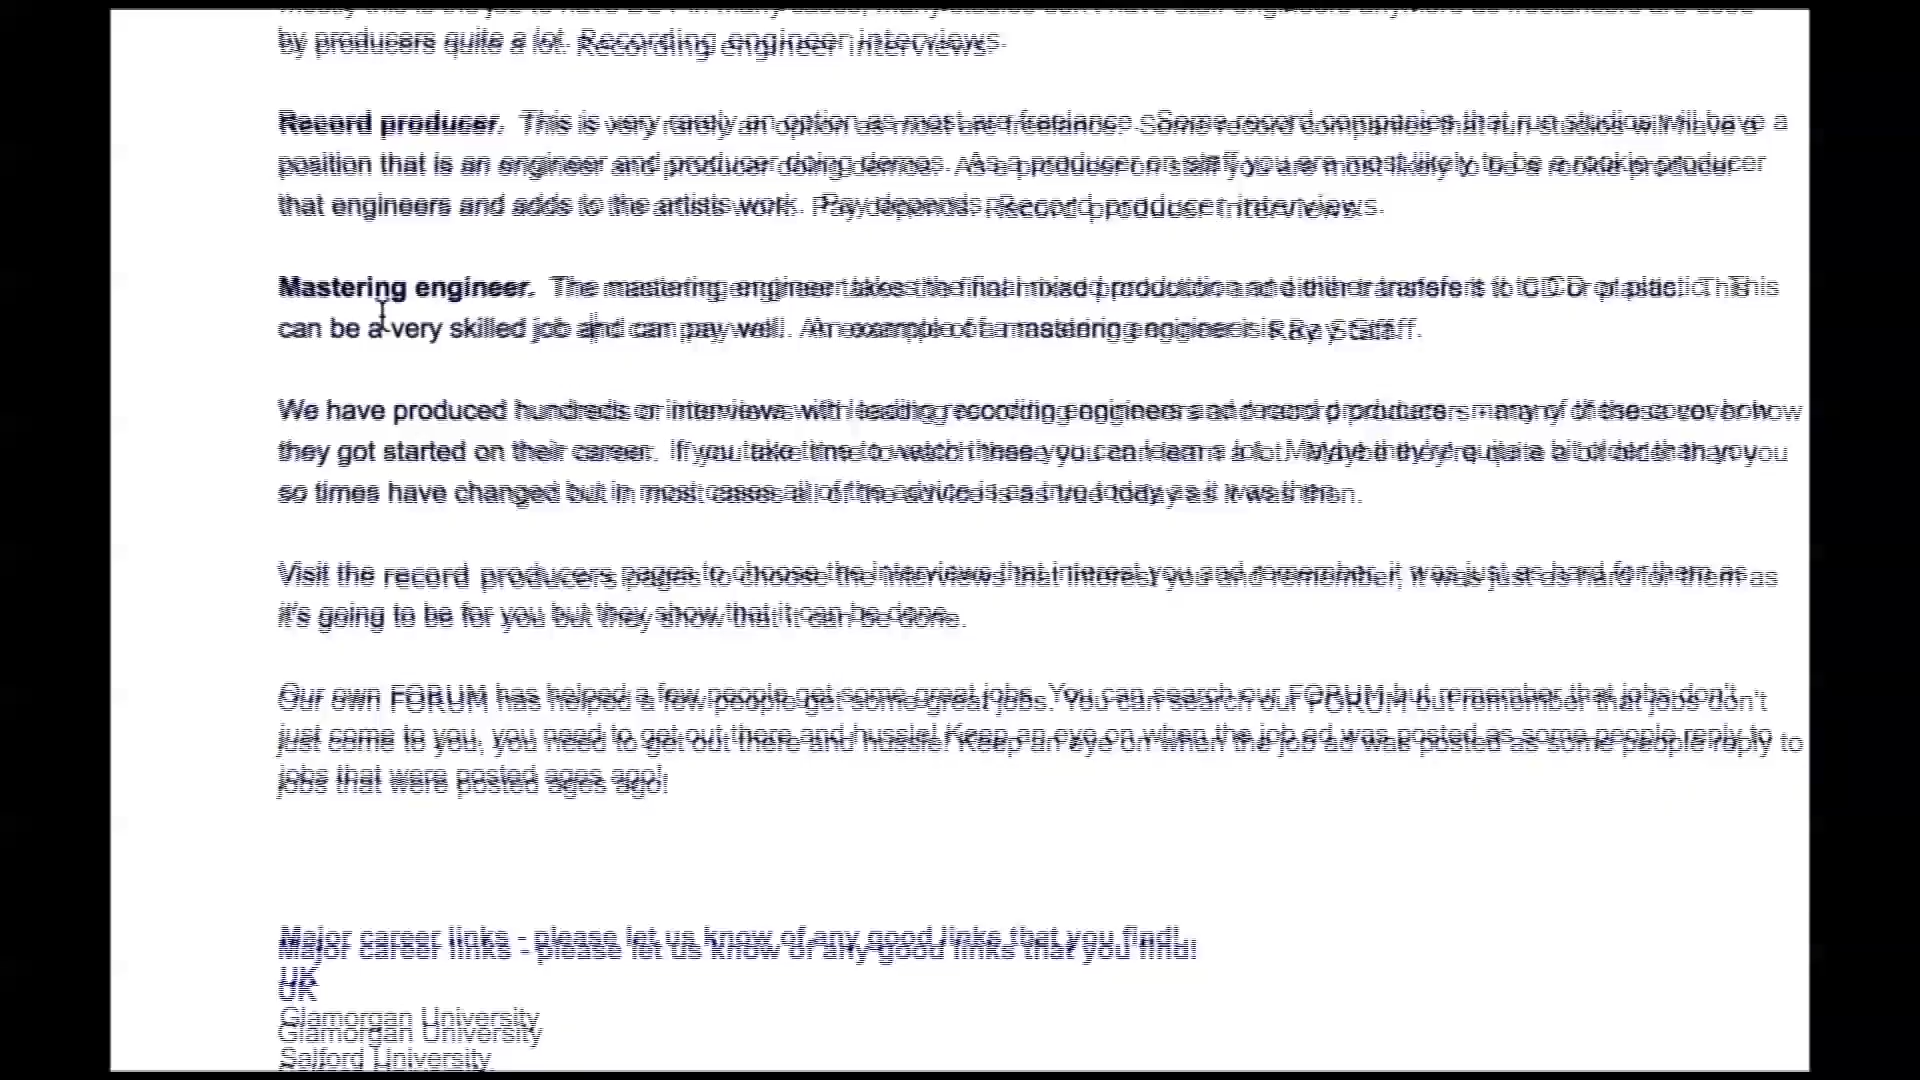 by producers quite a lot. Recording engineer interviews.
Record producer. This is very rarely an option as most are freelance. Some record companies that run studios will have a
position that is an engineer and producer doing demos. As a producer on staff you are most likely to be a rookie producer
that engineers and adds to the artists work. Pay depends. Record producer interviews.
Mastering engineer. The mastering engineer takes the final mixed production and either transfers it to CD or plastic. This
can be a very skilled job and can pay well. An example of a mastering engineer is Ray Staff.
We have produced hundreds or interviews with leading recording engineers and record producers - many of these cover how
they got started on their career. If you take time to watch these you can learn a lot. Maybe they're quite a bit older than you
so times have changed but in most cases all of the advice is as true today as it was then.
Visit the record producers pages to choose the interviews that interest you and remember, it was just as hard for them as
it's going to be for you but they show that it can be done.
Our own FORUM has helped a few people get some great jobs. You can search our FORUM but remember that jobs don't
just come to you, you need to get out there and hussle! Keep an eye on when the job ad was posted as some people reply to
jobs that were posted ages ago!
Major career links - please let us know of any good links that you find!
UK
Glamorgan University
Salford University